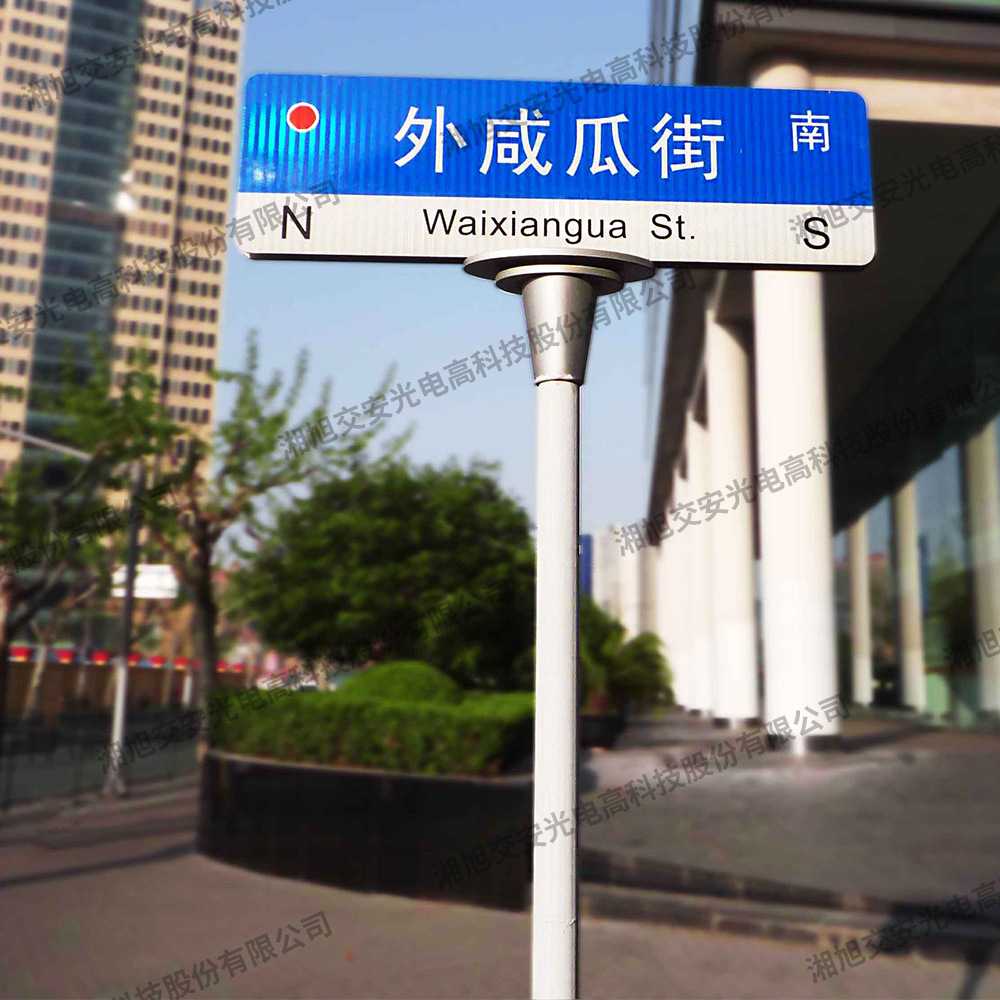 外咸瓜街 南
N Waixiangua St. S
湘旭交安光电高科技股份有限公司